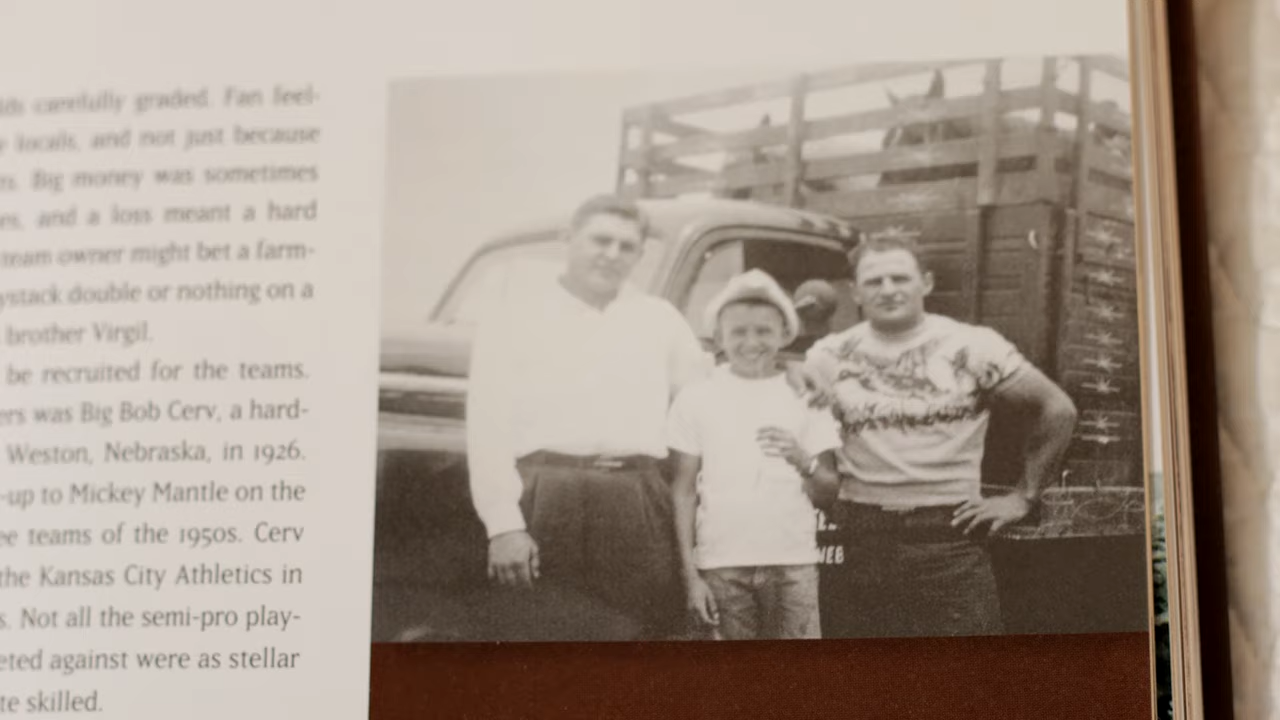 carefully graded. Fan feel-
locals, and not just because
Big money was sometimes
es, and a loss meant a hard
team owner might bet a farm-
ystack double or nothing on a
brother Virgil.
be recruited for the teams.
ers was Big Bob Cerv, a hard-
Weston, Nebraska, in 1926.
-up to Mickey Mantle on the
ee teams of the 1950s. Cerv
the Kansas City Athletics in
s. Not all the semi-pro play-
eted against were as stellar
te skilled.
NEB